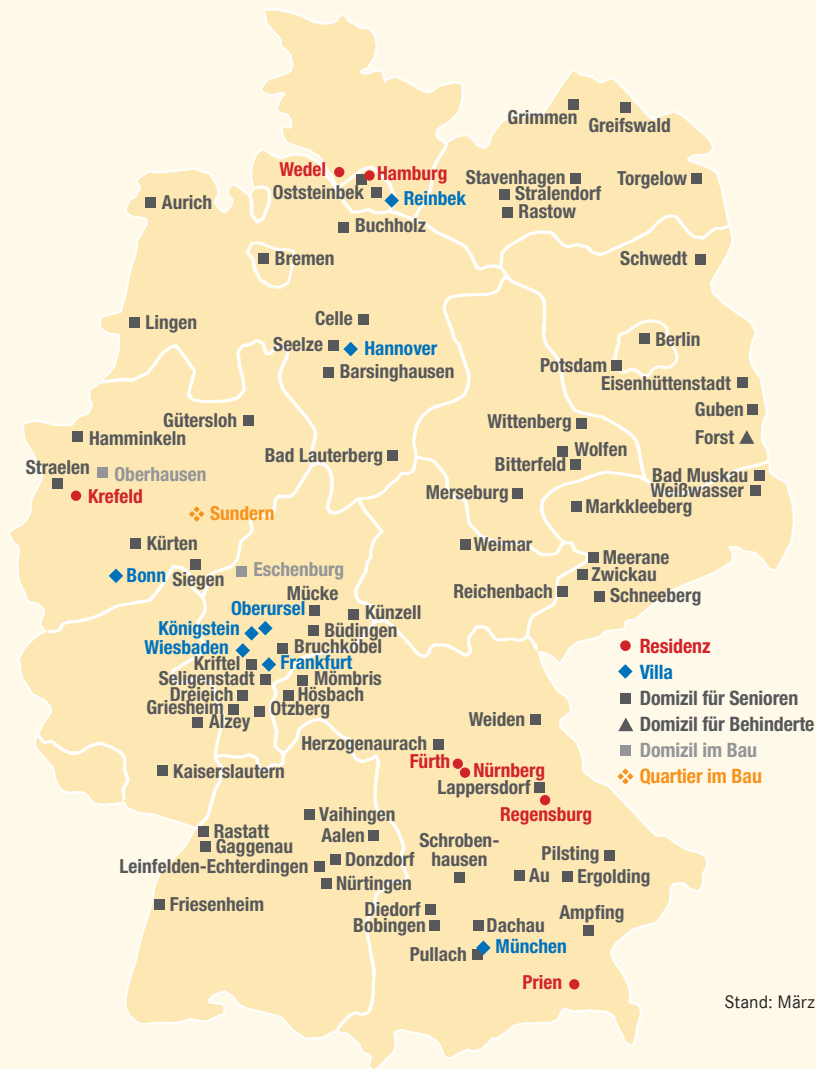 Grimmen
Greifswald
Wedel
Hamburg
Oststeinbek
Reinbek
Stavenhagen
Torgelow
Stralendorf
Rastow
Aurich
Buchholz
Bremen
Schwedt
Lingen
Celle
Seelze
Hannover
Barsinghausen
Berlin
Potsdam
Eisenhüttenstadt
Guben
Gütersloh
Wittenberg
Forst
Hamminkeln
Bad Lauterberg
Wolfen
Bitterfeld
Straelen
Oberhausen
Bad Muskau
Weißwasser
Krefeld
Merseburg
Markkleeberg
Sundern
Kürten
Weimar
Meerane
Siegen
Eschenburg
Zwickau
Bonn
Mücke
Reichenbach
Schneeberg
Oberursel
Künzell
Königstein
Büdingen
Wiesbaden
Bruchköbel
Kriftel
Frankfurt
Seligenstadt
Mömbris
Dreieich
Hösbach
Griesheim
Otzberg
Alzey
Residenz
Villa
Domizil für Senioren
Domizil für Behinderte
Domizil im Bau
Quartier im Bau
Weiden
Herzogenaurach
Fürth
Nürnberg
Kaiserslautern
Lappersdorf
Regensburg
Vaihingen
Rastatt
Aalen
Gaggenau
Schroben-
hausen
Donzdorf
Pilsting
Leinfelden-Echterdingen
Nürtingen
Au
Ergolding
Friesenheim
Diedorf
Ampfing
Bobingen
Dachau
München
Pullach
Prien
Stand: März